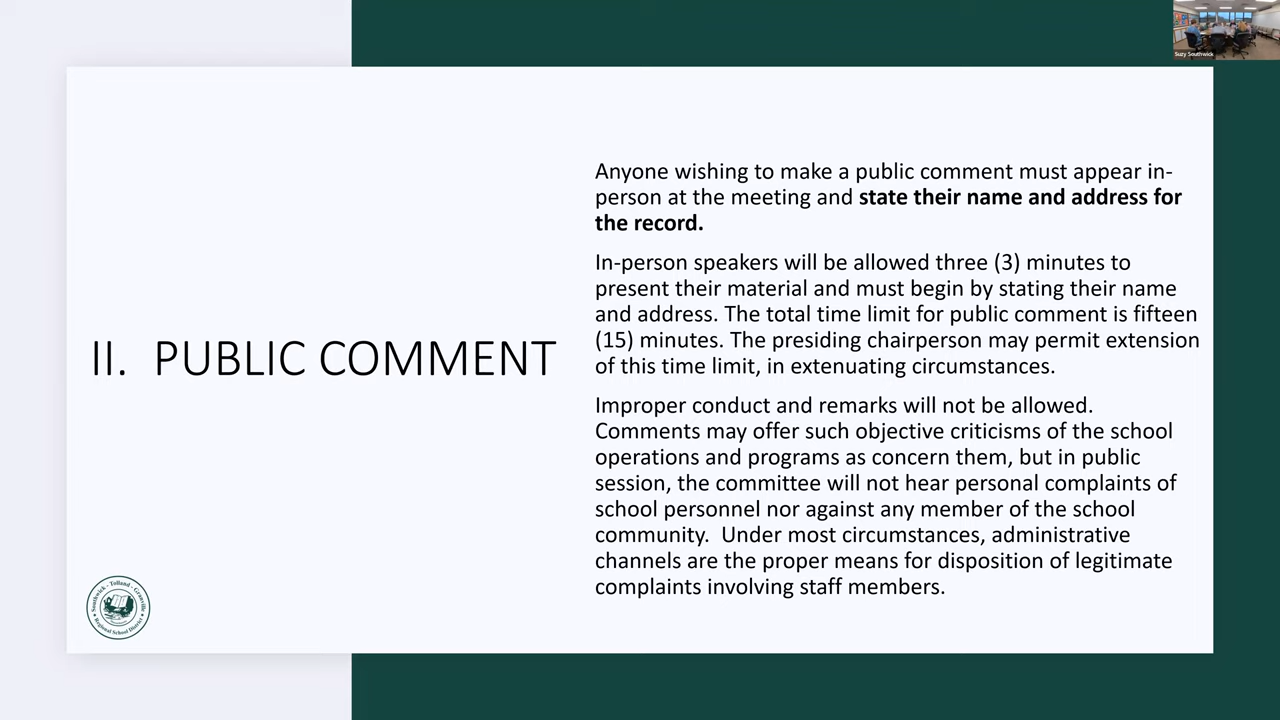 Suzy Southwick
II. PUBLIC COMMENT
Anyone wishing to make a public comment must appear in-
person at the meeting and state their name and address for
the record.
In-person speakers will be allowed three (3) minutes to
present their material and must begin by stating their name
and address. The total time limit for public comment is fifteen
(15) minutes. The presiding chairperson may permit extension
of this time limit, in extenuating circumstances.
Improper conduct and remarks will not be allowed.
Comments may offer such objective criticisms of the school
operations and programs as concern them, but in public
session, the committee will not hear personal complaints of
school personnel nor against any member of the school
community.  Under most circumstances, administrative
channels are the proper means for disposition of legitimate
complaints involving staff members.
Southwick - Tolland - Granville
Regional School District